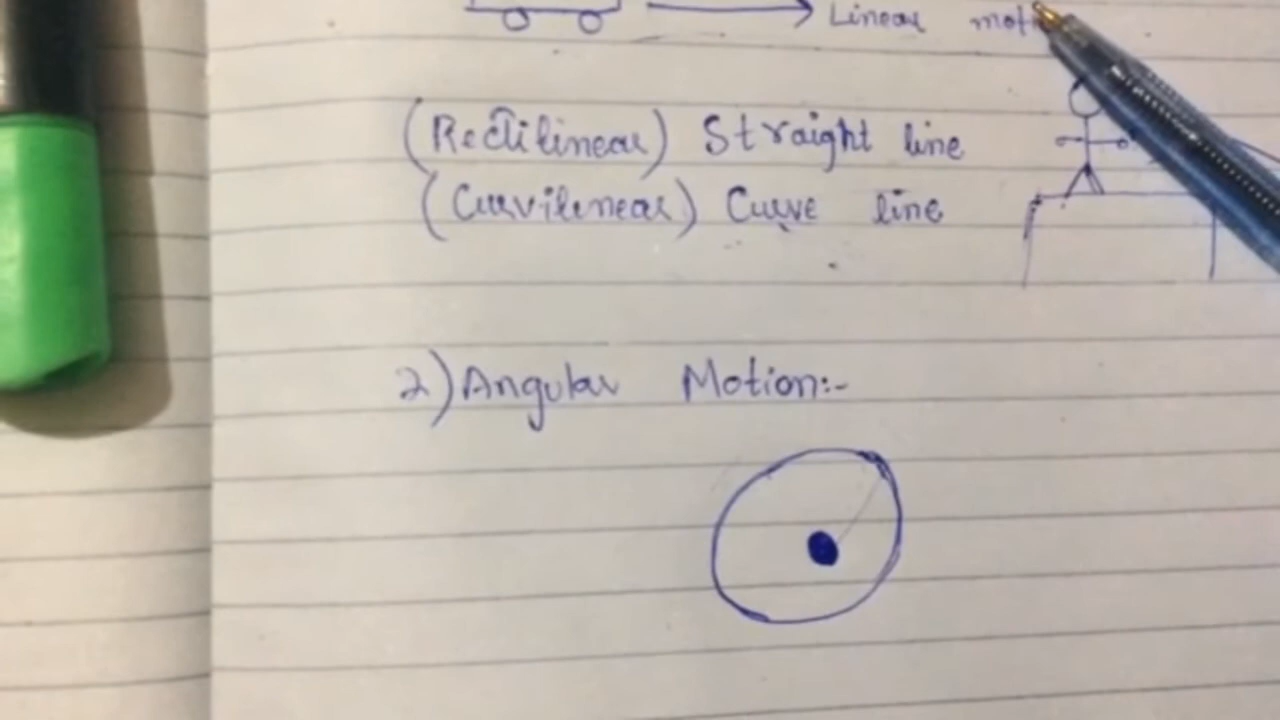 Linear mot
(Rectilinear) Straight line
(Curvilinear) Curve line
2) Angular Motion:-